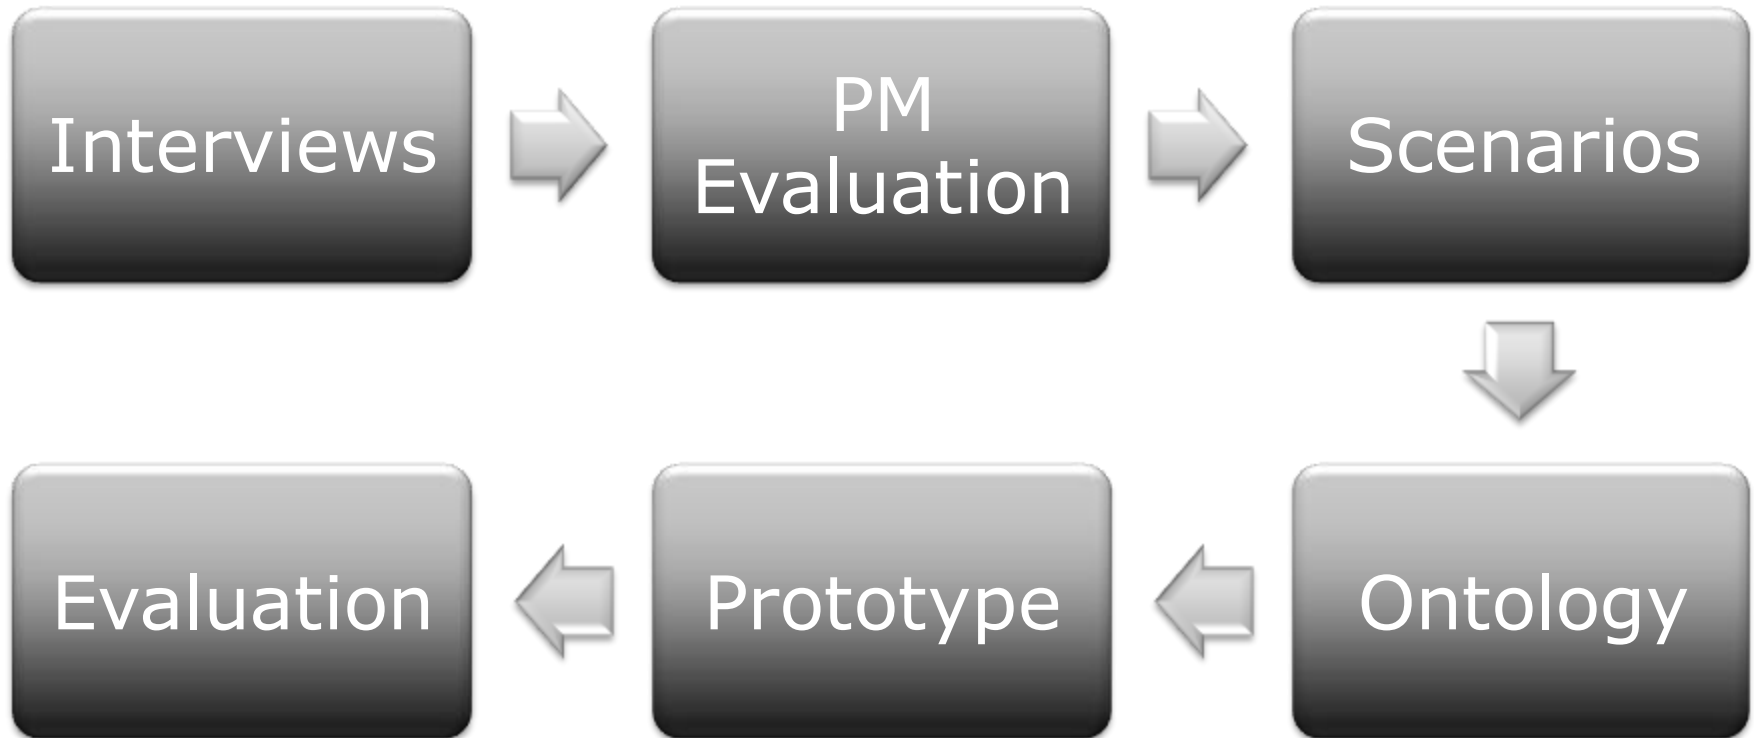 Interviews
PM
Evaluation
Scenarios
Ontology
Prototype
Evaluation